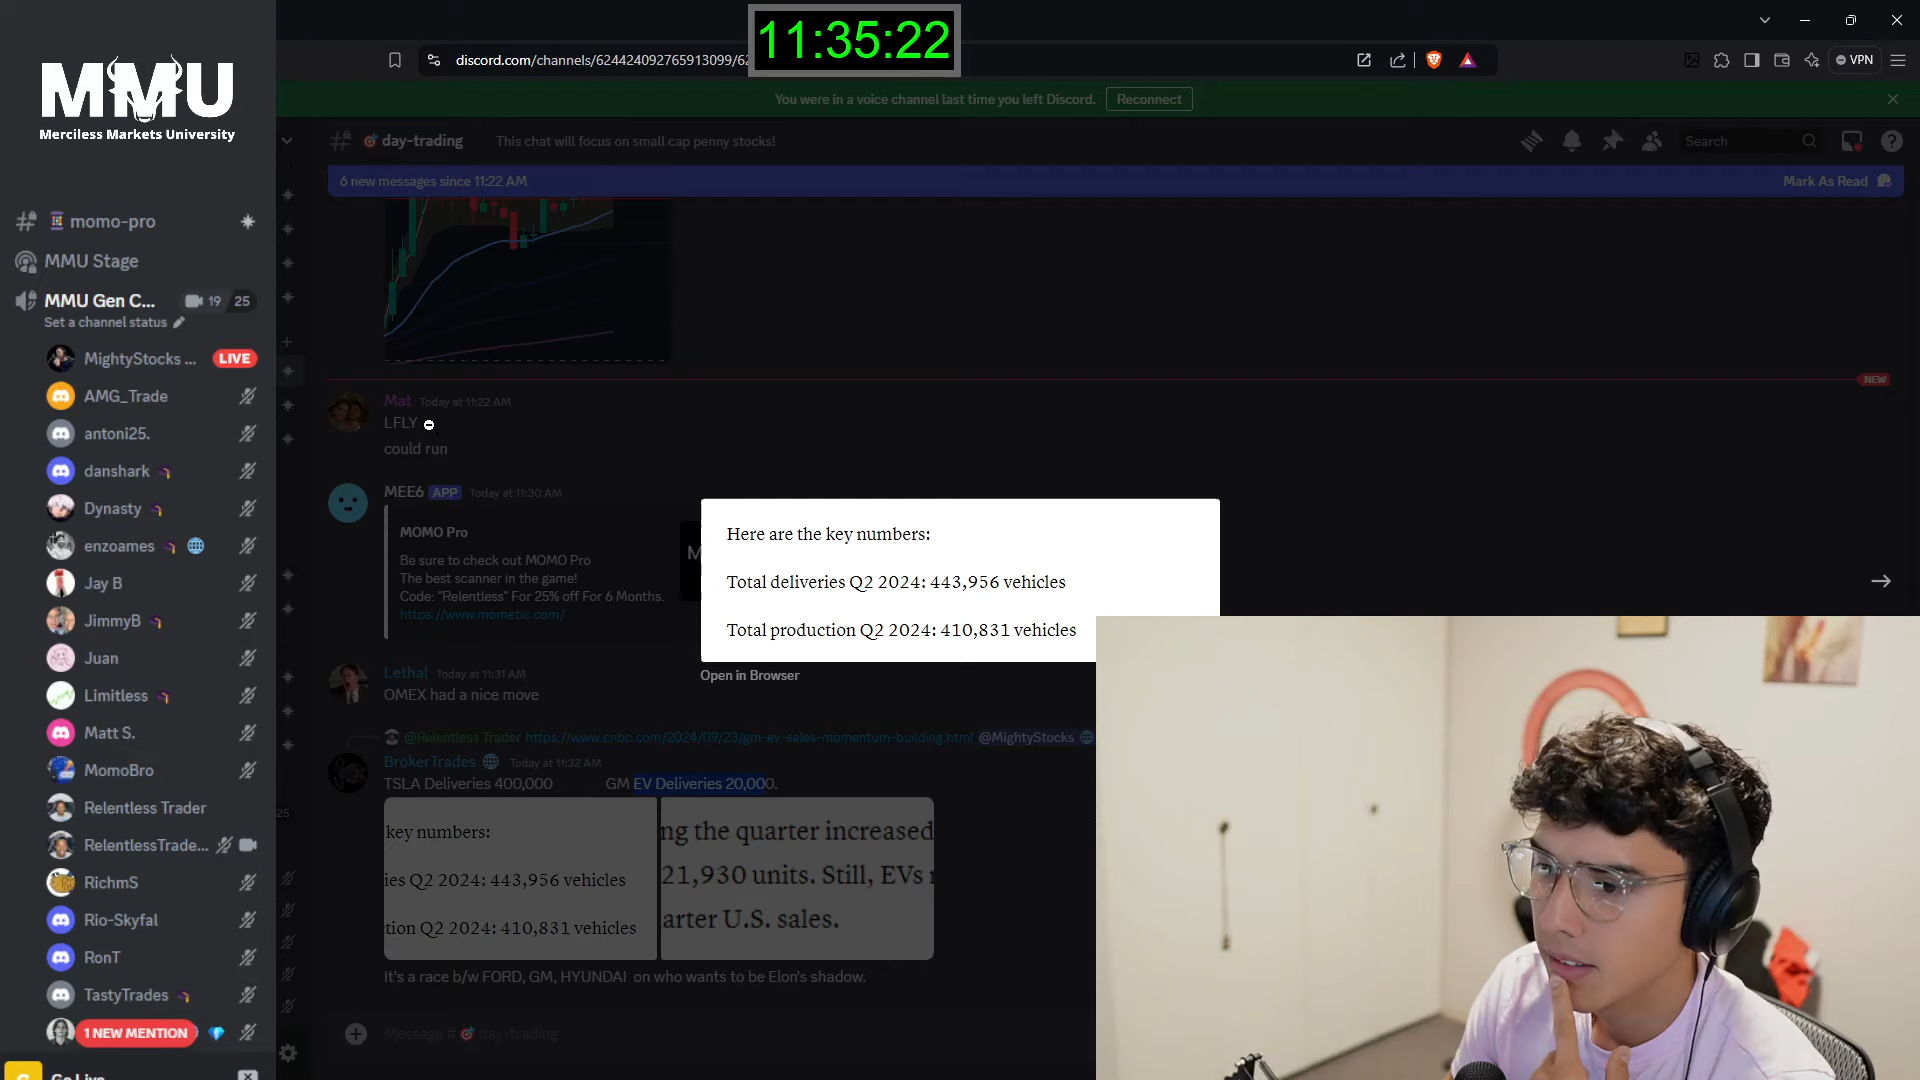 11:35:22
MMU
Merciless Markets University
discord.com/channels/624424092765913099/62
VPN
You were in a voice channel last time you left Discord.
Reconnect
day-trading
This chat will focus on small cap penny stocks!
Search
6 new messages since 11:22 AM
Mark As Read
momo-pro
MMU Stage
MMU Gen C...
19
25
Set a channel status
MightyStocks ...
LIVE
AMG_Trade
antoni25.
danshark
Dynasty
enzoames
Jay B
JimmyB
Juan
Limitless
Matt S.
MomoBro
Relentless Trader
RelentlessTrade...
RichmS
Rio-Skyfal
RonT
TastyTrades
1 NEW MENTION
NEW
Mat Today at 11:22 AM
LFLY
could run
MEE6 APP Today at 11:30 AM
MOMO Pro
Be sure to check out MOMO Pro
The best scanner in the game!
Code: "Relentless" For 25% off For 6 Months.
https://www.mometic.com/
M
Here are the key numbers:
Total deliveries Q2 2024: 443,956 vehicles
Total production Q2 2024: 410,831 vehicles
Open in Browser
Lethal Today at 11:31 AM
OMEX had a nice move
@Relentless Trader https://www.cnbc.com/2024/09/23/gm-ev-sales-momentum-building.html @MightyStocks
BrokerTrades Today at 11:32 AM
TSLA Deliveries 400,000 GM EV Deliveries 20,000.
25
key numbers:
ies Q2 2024: 443,956 vehicles
tion Q2 2024: 410,831 vehicles
ng the quarter increased
21,930 units. Still, EVs
arter U.S. sales.
It's a race b/w FORD, GM, HYUNDAI on who wants to be Elon's shadow.
Message # day-trading